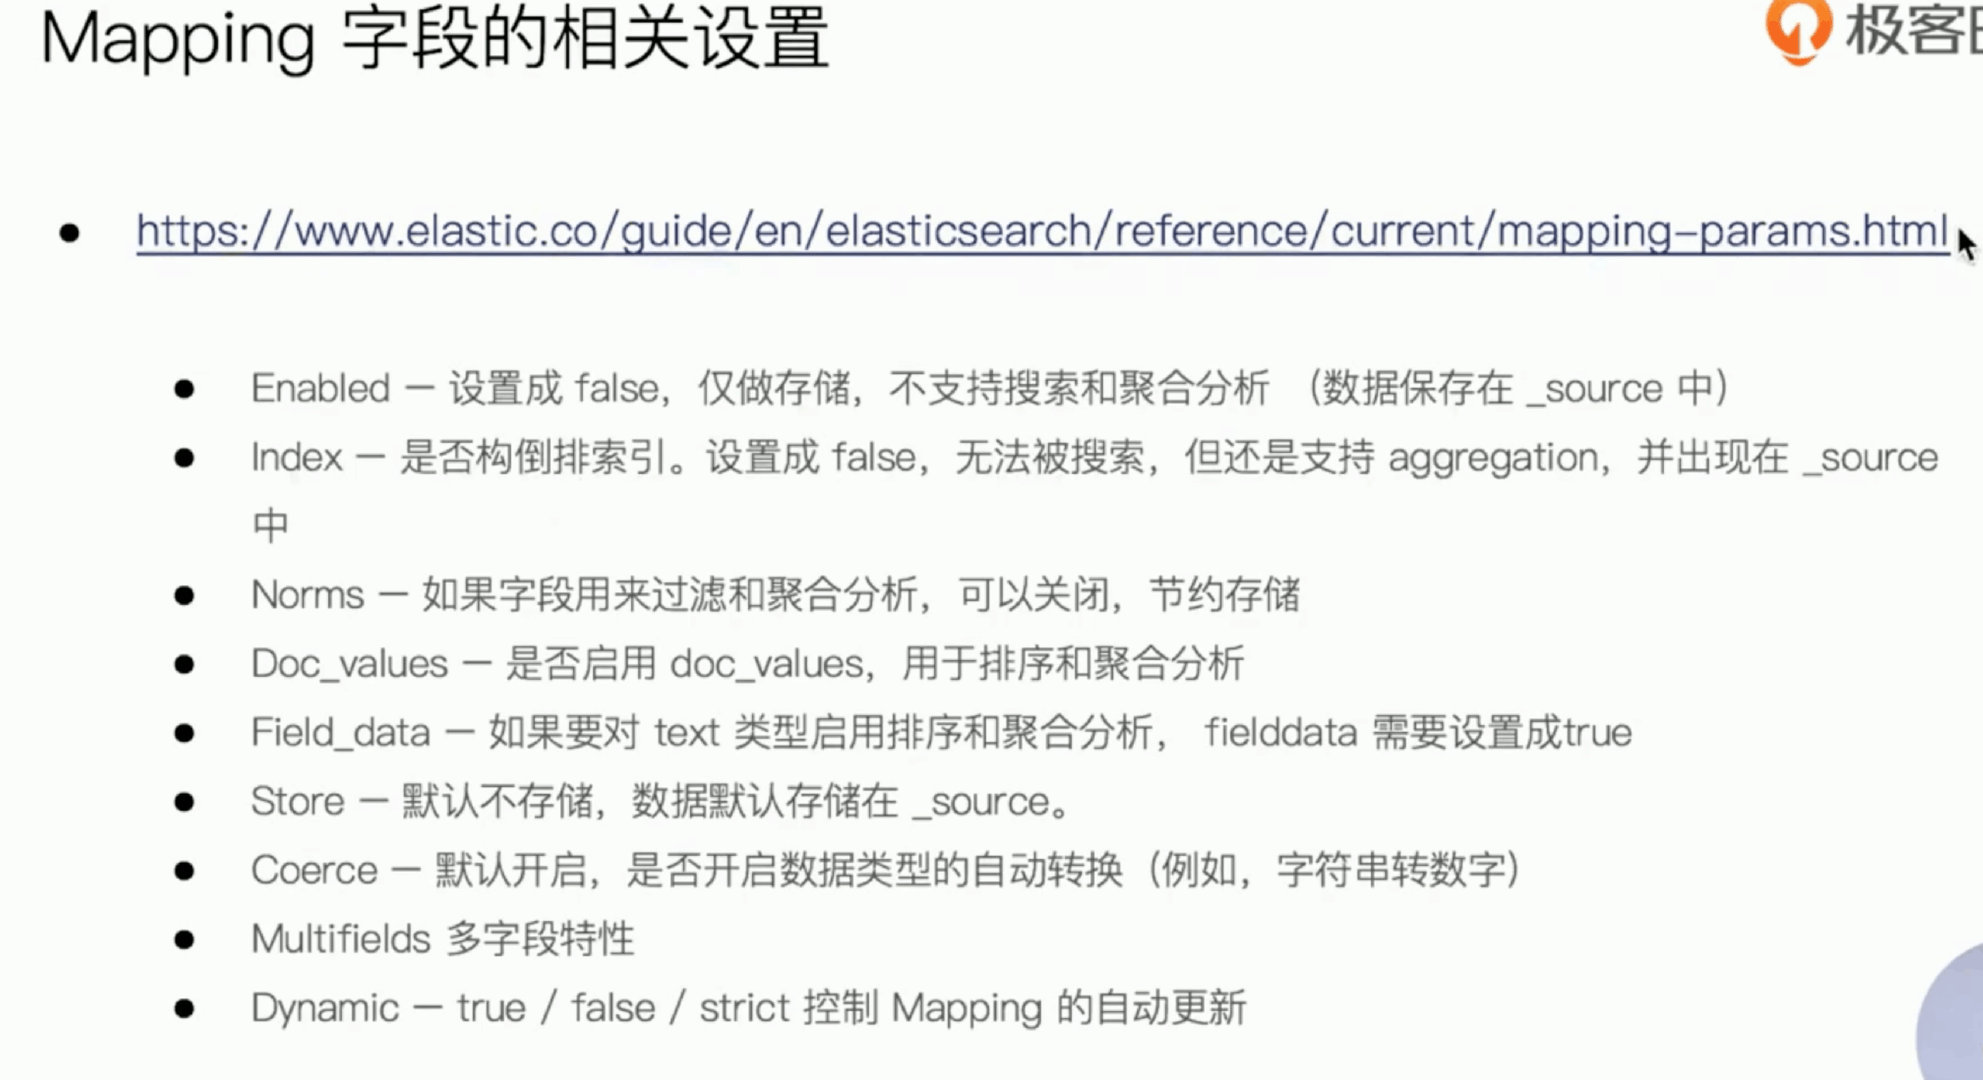 Mapping 字段的相关设置
极客
https://www.elastic.co/guide/en/elasticsearch/reference/current/mapping-params.html
Enabled – 设置成 false，仅做存储，不支持搜索和聚合分析 （数据保存在 _source 中）
Index – 是否构倒排索引。设置成 false，无法被搜索，但还是支持 aggregation，并出现在 _source
中
Norms – 如果字段用来过滤和聚合分析，可以关闭，节约存储
Doc_values – 是否启用 doc_values，用于排序和聚合分析
Field_data – 如果要对 text 类型启用排序和聚合分析， fielddata 需要设置成true
Store – 默认不存储，数据默认存储在 _source。
Coerce – 默认开启，是否开启数据类型的自动转换（例如，字符串转数字）
Multifields 多字段特性
Dynamic – true / false / strict 控制 Mapping 的自动更新